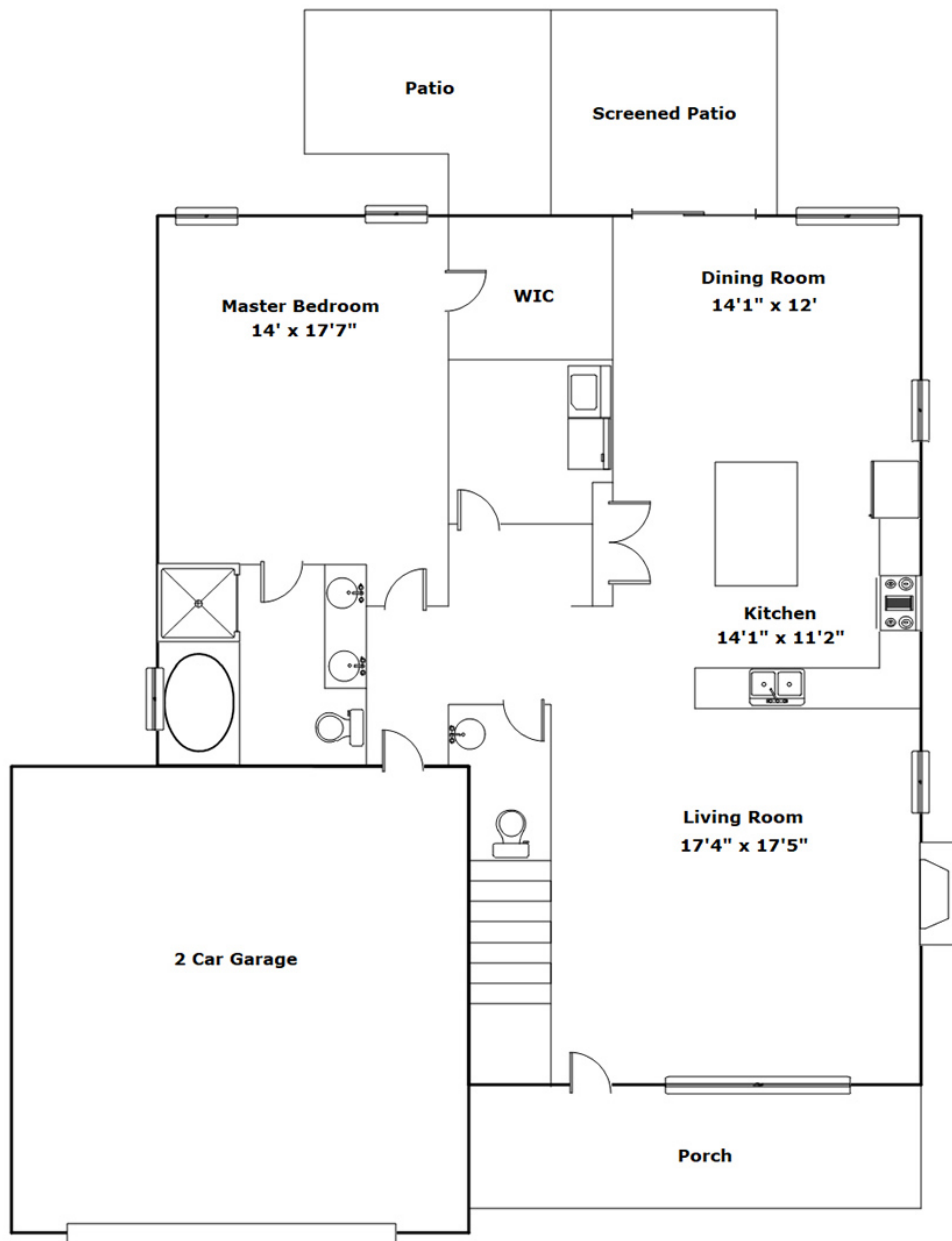 Patio
Screened Patio
Master Bedroom
14' x 17'7"
WIC
Dining Room
14'1" x 12'
Kitchen
14'1" x 11'2"
Living Room
17'4" x 17'5"
2 Car Garage
Porch